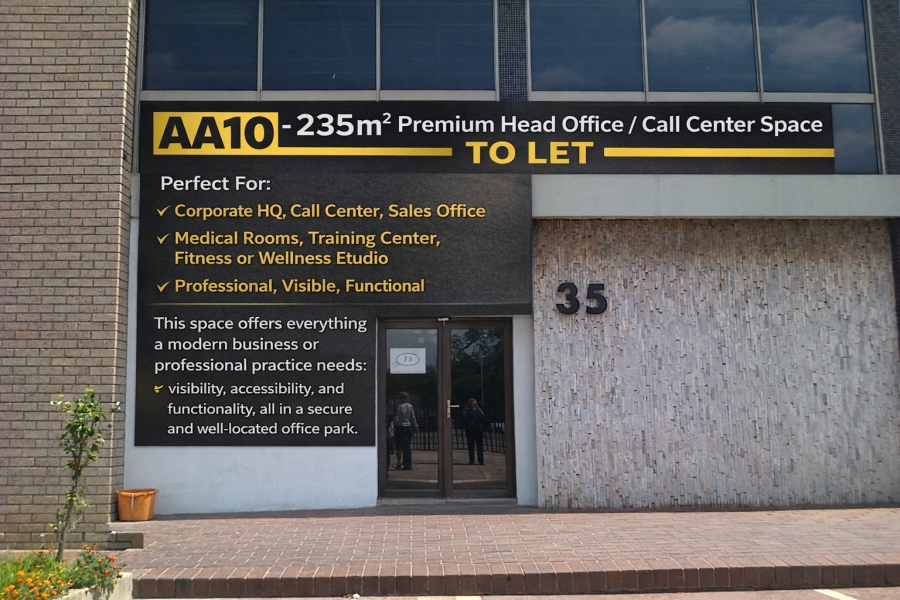 AA10 - 235m² Premium Head Office / Call Center Space
TO LET
Perfect For:
✓ Corporate HQ, Call Center, Sales Office
✓ Medical Rooms, Training Center,
Fitness or Wellness Etudio
✓ Professional, Visible, Functional
This space offers everything
a modern business or
professional practice needs:
✓ visibility, accessibility, and
functionality, all in a secure
and well-located office park.
35